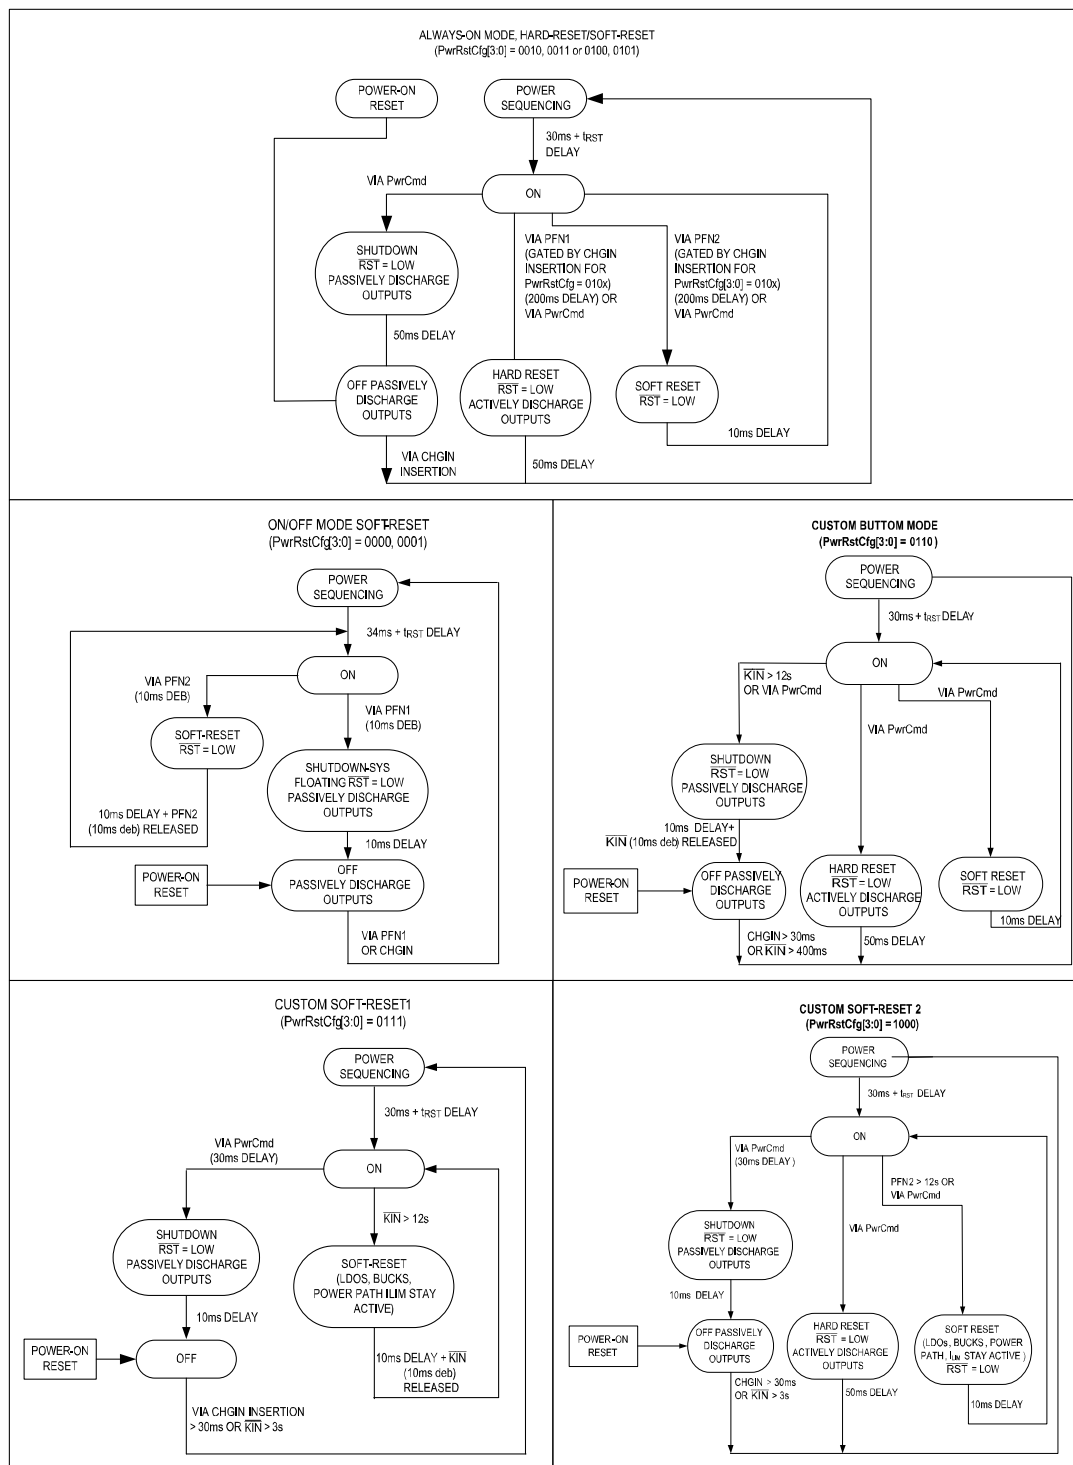 ALWAYS-ON MODE, HARD-RESET/SOFT-RESET
(PwrRstCfg[3:0] = 0010, 0011 or 0100, 0101)
POWER-ON
RESET
POWER
SEQUENCING
30ms + tRST
DELAY
VIA PwrCmd
ON
SHUTDOWN
RST = LOW
PASSIVELY DISCHARGE
OUTPUTS
VIA PFN1
(GATED BY CHGIN
INSERTION FOR
PwrRstCfg = 010x)
(200ms DELAY) OR
VIA PwrCmd
VIA PFN2
(GATED BY CHGIN
INSERTION FOR
PwrRstCfg[3:0] = 010x)
(200ms DELAY) OR
VIA PwrCmd
50ms DELAY
OFF PASSIVELY
DISCHARGE
OUTPUTS
HARD RESET
RST = LOW
ACTIVELY DISCHARGE
OUTPUTS
SOFT RESET
RST = LOW
10ms DELAY
VIA CHGIN
INSERTION
50ms DELAY
ON/OFF MODE SOFT-RESET
(PwrRstCfg[3:0] = 0000, 0001)
POWER
SEQUENCING
34ms + tRST DELAY
ON
VIA PFN2
(10ms DEB)
VIA PFN1
(10ms DEB)
SOFT-RESET
RST = LOW
SHUTDOWN-SYS
FLOATING RST = LOW
PASSIVELY DISCHARGE
OUTPUTS
10ms DELAY + PFN2
(10ms deb) RELEASED
10ms DELAY
POWER-ON
RESET
OFF
PASSIVELY DISCHARGE
OUTPUTS
VIA PFN1
OR CHGIN
CUSTOM BUTTOM MODE
(PwrRstCfg[3:0] = 0110)
POWER
SEQUENCING
30ms + tRST DELAY
ON
KIN > 12s
OR VIA PwrCmd
VIA PwrCmd
VIA PwrCmd
SHUTDOWN
RST = LOW
PASSIVELY DISCHARGE
OUTPUTS
10ms DELAY+
KIN (10ms deb) RELEASED
POWER-ON
RESET
OFF PASSIVELY
DISCHARGE
OUTPUTS
HARD RESET
RST = LOW
ACTIVELY DISCHARGE
OUTPUTS
SOFT RESET
RST = LOW
10ms DELAY
CHGIN > 30ms
OR KIN > 400ms
50ms DELAY
CUSTOM SOFT-RESET1
(PwrRstCfg[3:0] = 0111)
POWER
SEQUENCING
30ms + tRST DELAY
VIA PwrCmd
(30ms DELAY)
ON
KIN > 12s
SHUTDOWN
RST = LOW
PASSIVELY DISCHARGE
OUTPUTS
SOFT-RESET
(LDOS, BUCKS,
POWER PATH ILIM STAY
ACTIVE)
10ms DELAY
POWER-ON
RESET
OFF
10ms DELAY + KIN
(10ms deb)
RELEASED
VIA CHGIN INSERTION
> 30ms OR KIN > 3s
CUSTOM SOFT-RESET 2
(PwrRstCfg[3:0] = 1000)
POWER
SEQUENCING
30ms + tRST DELAY
ON
VIA PwrCmd
(30ms DELAY )
PFN2 > 12s OR
VIA PwrCmd
VIA PwrCmd
SHUTDOWN
RST = LOW
PASSIVELY DISCHARGE
OUTPUTS
10ms DELAY
POWER-ON
RESET
OFF PASSIVELY
DISCHARGE
OUTPUTS
HARD RESET
RST = LOW
ACTIVELY DISCHARGE
OUTPUTS
SOFT RESET
(LDOs, BUCKS, POWER
PATH, ILIM STAY ACTIVE )
RST = LOW
CHGIN > 30ms
OR KIN > 3s
50ms DELAY
10ms DELAY